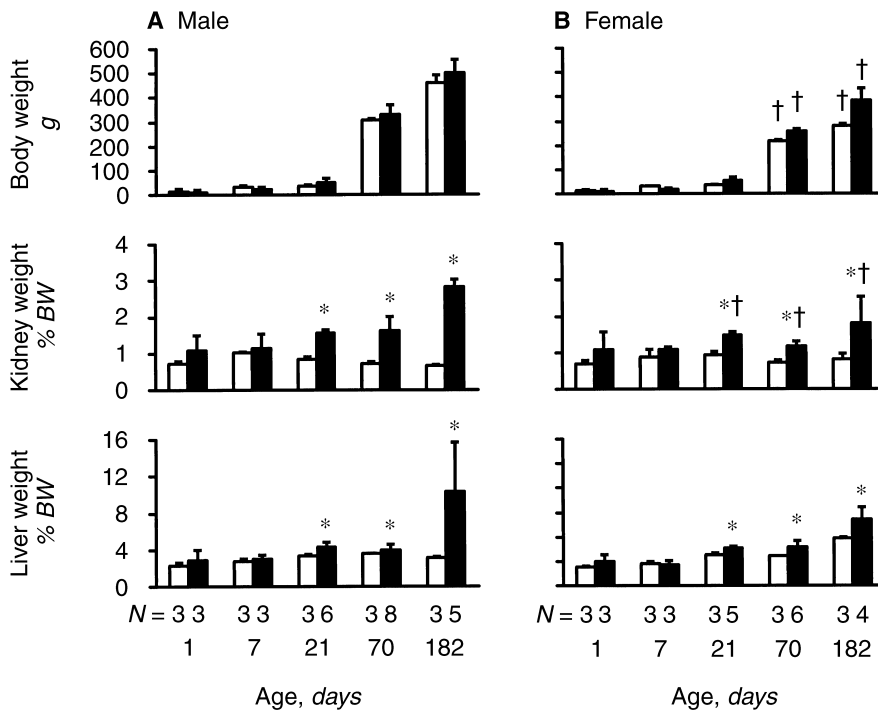 A Male
B Female
Body weight
g
600
500
400
300
200
100
0
† † † †
Kidney weight
% BW
4
3
2
1
0
* * *
*† *† *†
Liver weight
% BW
16
12
8
4
0
* * *
* * *
N = 3 3 3 3 3 6 3 8 3 5
1 7 21 70 182
Age, days
N = 3 3 3 3 3 5 3 6 3 4
1 7 21 70 182
Age, days